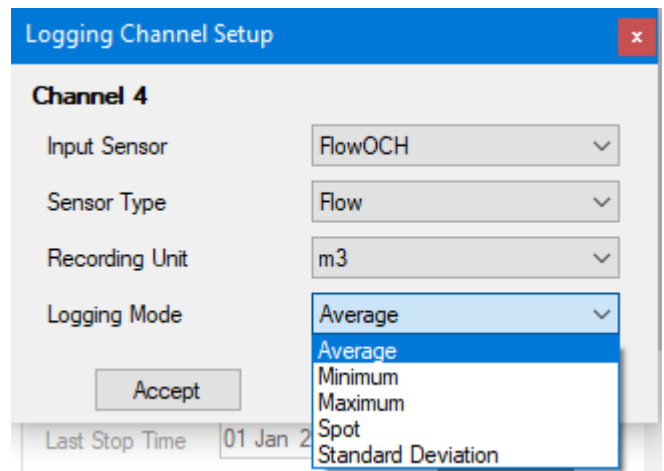 Logging Channel Setup x
Channel 4
Input Sensor FlowOCH
Sensor Type Flow
Recording Unit m3
Logging Mode Average
Average
Minimum
Accept
Maximum
Last Stop Time 01 Jan 2
Spot
Standard Deviation